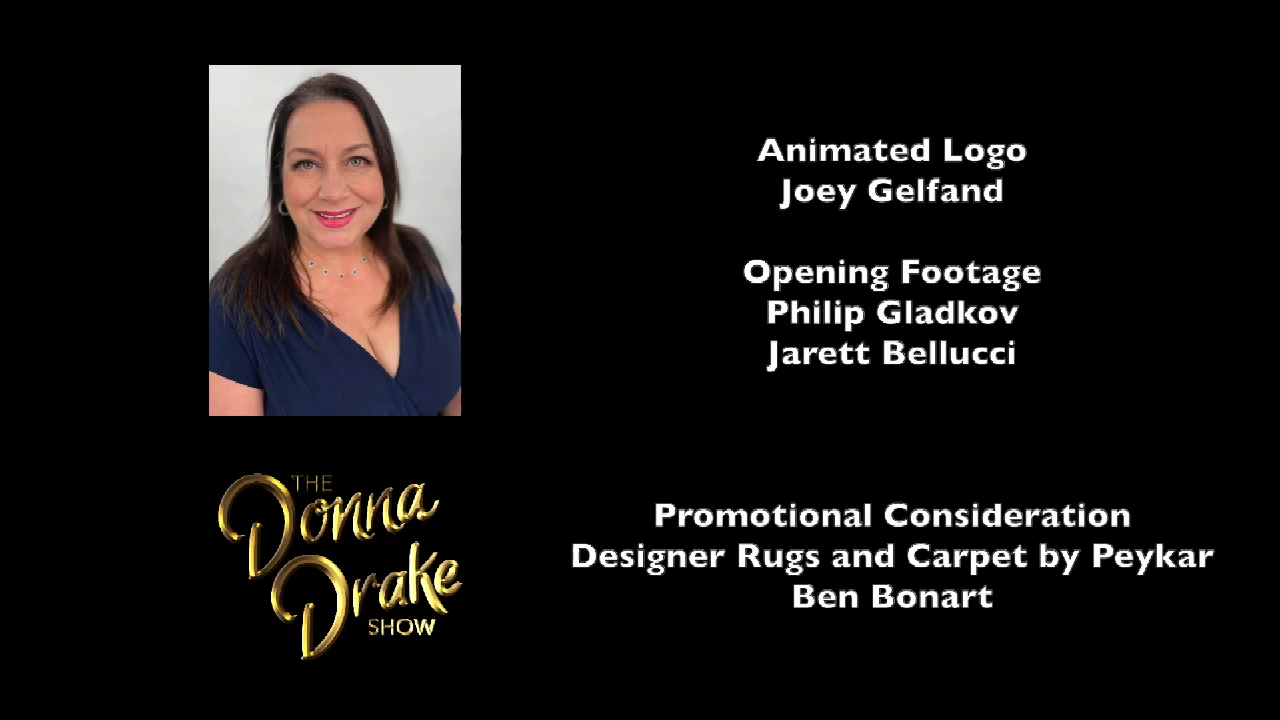 Animated Logo
Joey Gelfand
Opening Footage
Philip Gladkov
Jarett Bellucci
THE
Donna
Drake
SHOW
Promotional Consideration
Designer Rugs and Carpet by Peykar
Ben Bonart